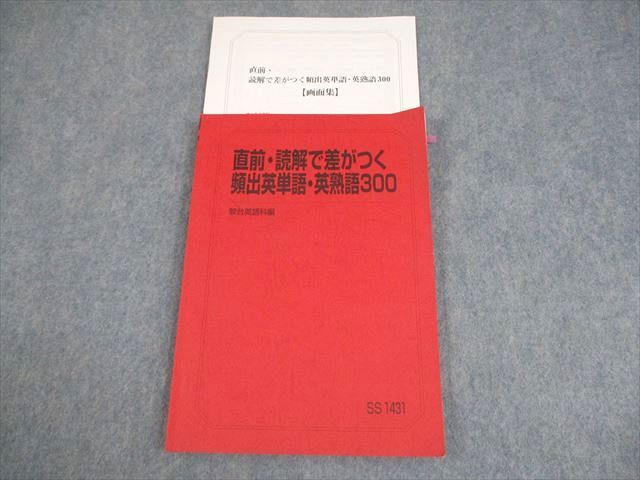 直前・
読解で差がつく頻出英単語・英熟語300
【画面集】
直前・読解で差がつく
頻出英単語・英熟語300
駿台英語科編
SS 1431